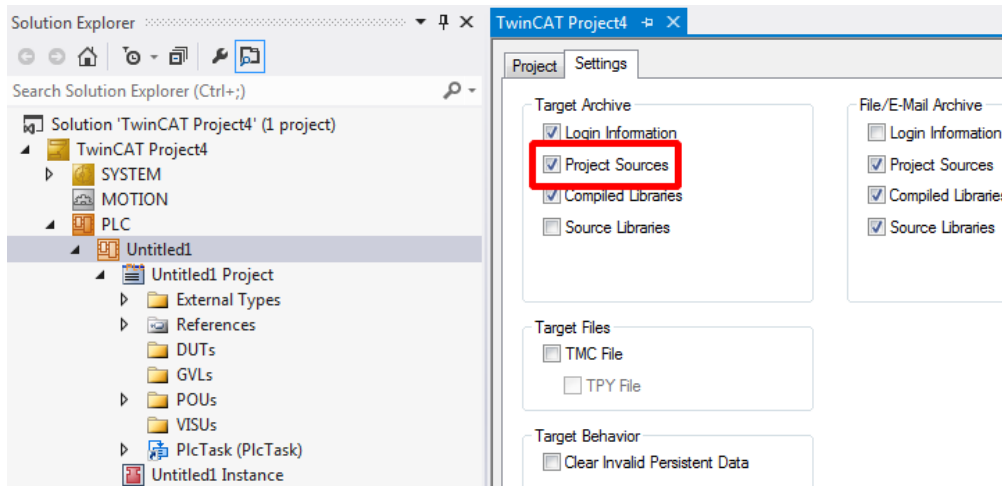 Solution Explorer
Search Solution Explorer (Ctrl+;)
Solution 'TwinCAT Project4' (1 project)
TwinCAT Project4
SYSTEM
MOTION
PLC
Untitled1
Untitled1 Project
External Types
References
DUTs
GVLs
POUs
VISUs
PlcTask (PlcTask)
Untitled1 Instance
TwinCAT Project4
Project Settings
Target Archive
Login Information
Project Sources
Compiled Libraries
Source Libraries
File/E-Mail Archive
Login Information
Project Sources
Compiled Libraries
Source Libraries
Target Files
TMC File
TPY File
Target Behavior
Clear Invalid Persistent Data